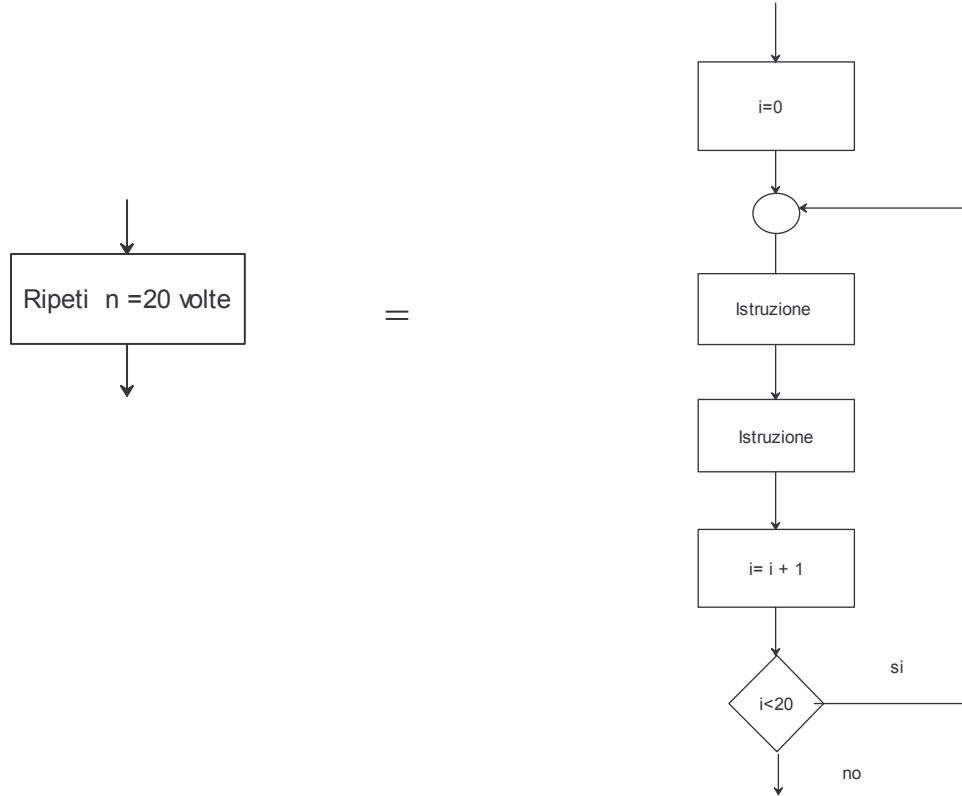 Ripeti n =20 volte
=
i=0
Istruzione
Istruzione
i= i + 1
i<20
si
no